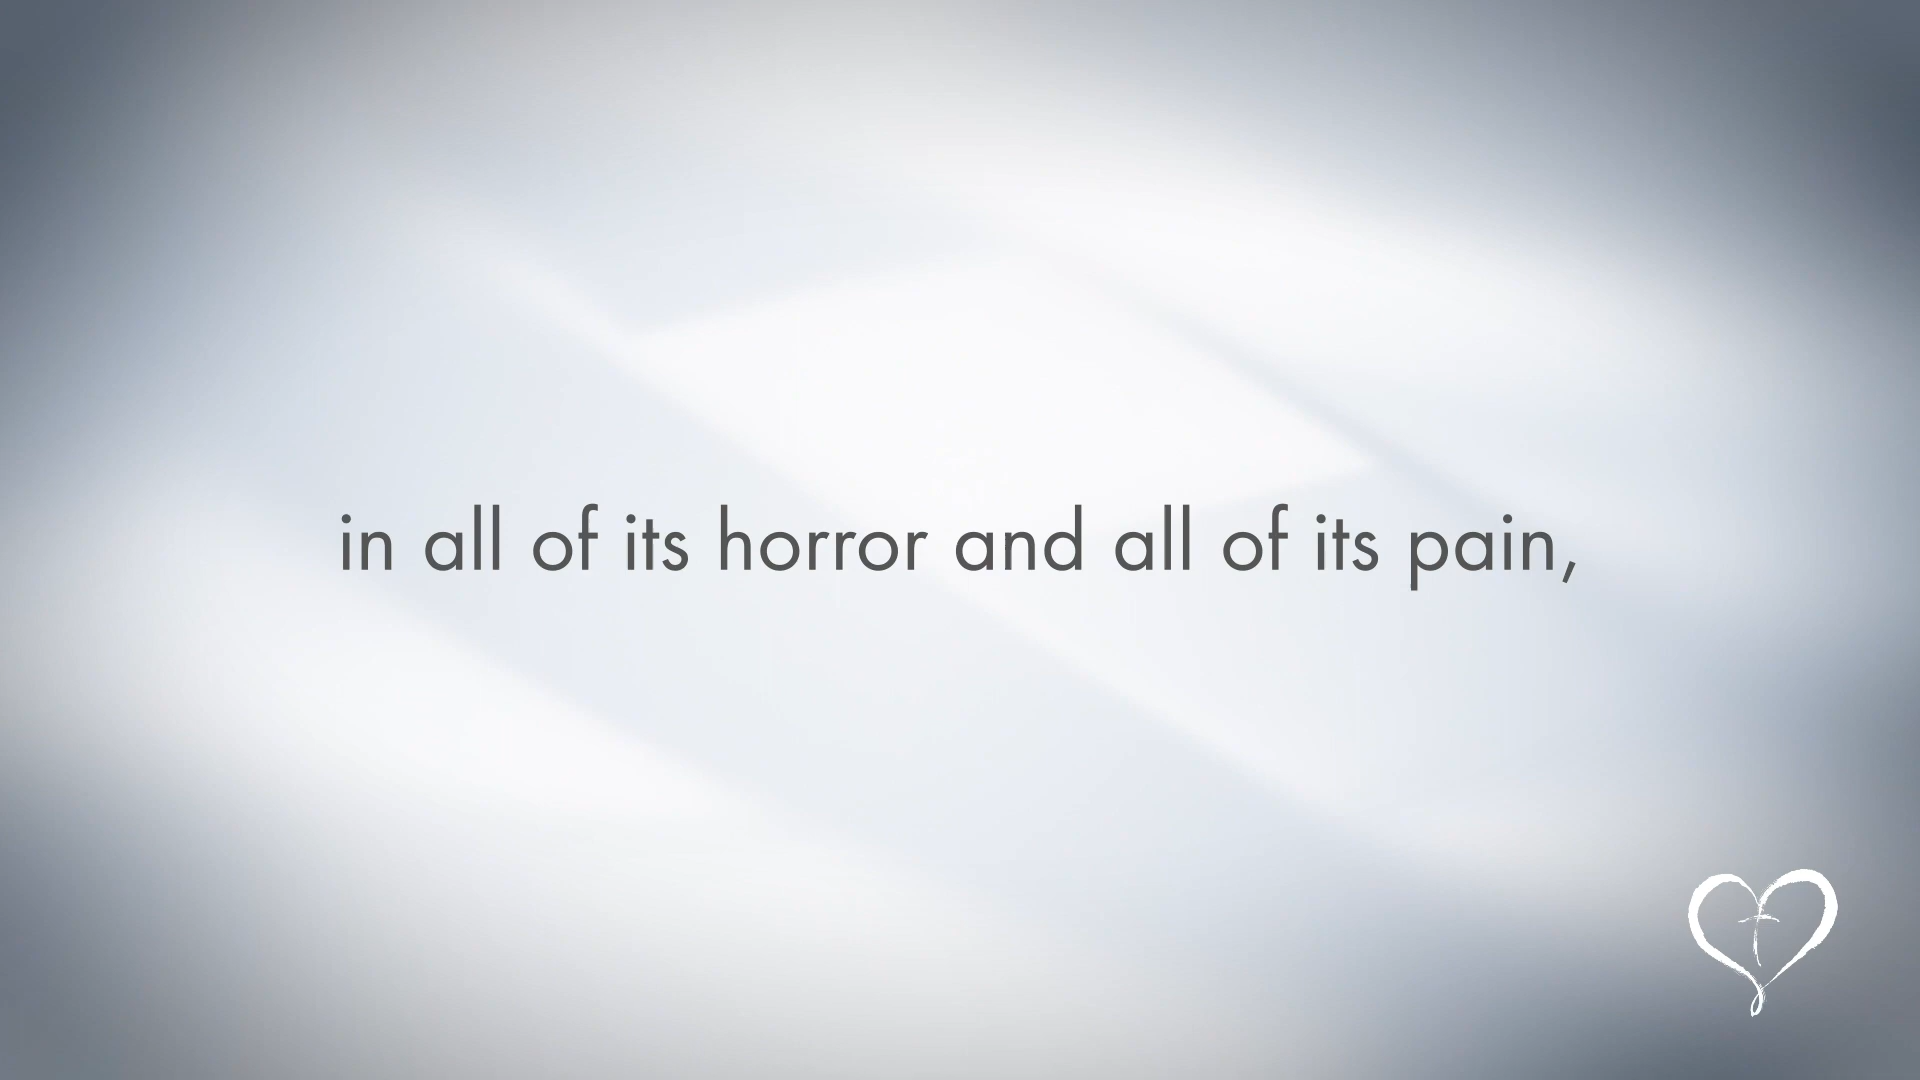 in all of its horror and all of its pain,